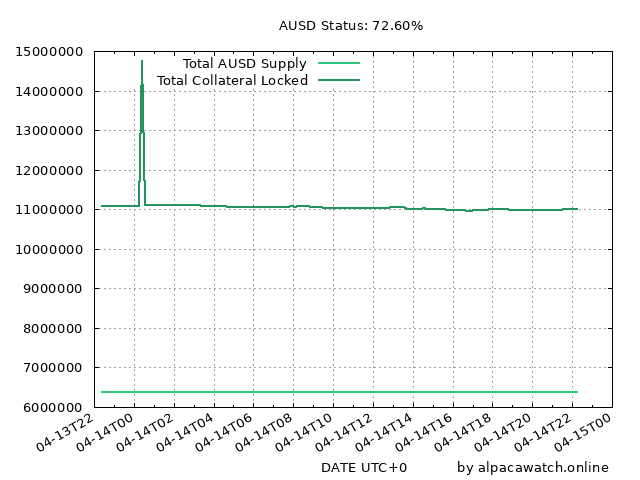 AUSD Status: 72.60%
15000000
14000000
13000000
12000000
11000000
10000000
9000000
8000000
7000000
6000000
Total AUSD Supply
Total Collateral Locked
04-13T22
04-14T00
04-14T02
04-14T04
04-14T06
04-14T08
04-14T10
04-14T12
04-14T14
04-14T16
04-14T18
04-14T20
04-14T22
04-15T00
DATE UTC+0
by alpacawatch.online